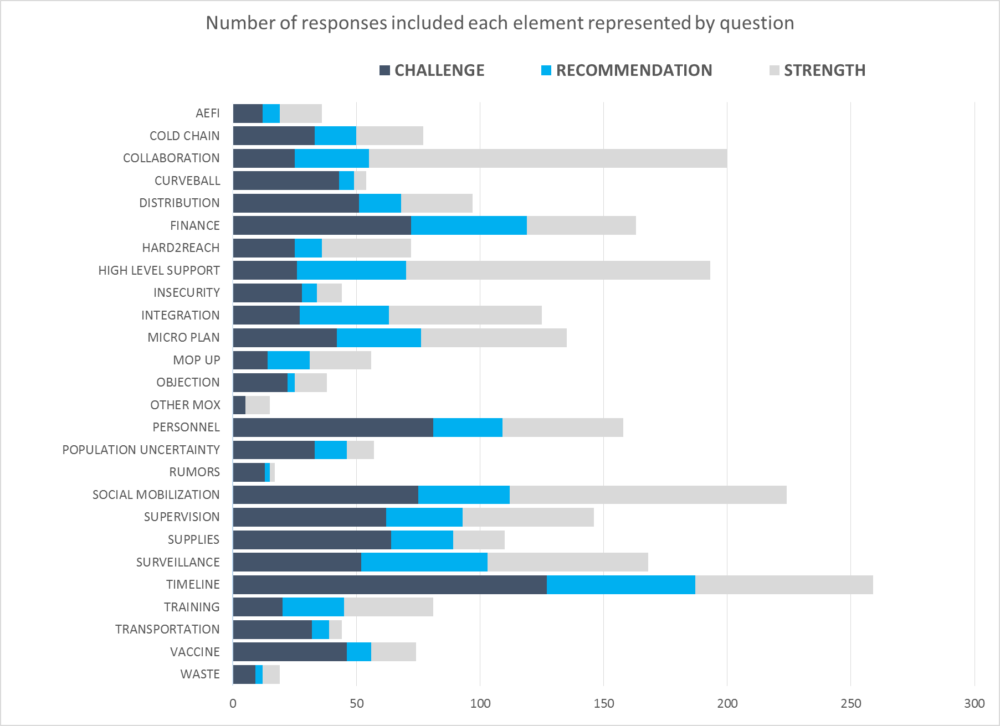 Number of responses included each element represented by question
CHALLENGE RECOMMENDATION STRENGTH
AEFI
COLD CHAIN
COLLABORATION
CURVEBALL
DISTRIBUTION
FINANCE
HARD2REACH
HIGH LEVEL SUPPORT
INSECURITY
INTEGRATION
MICRO PLAN
MOP UP
OBJECTION
OTHER MOX
PERSONNEL
POPULATION UNCERTAINTY
RUMORS
SOCIAL MOBILIZATION
SUPERVISION
SUPPLIES
SURVEILLANCE
TIMELINE
TRAINING
TRANSPORTATION
VACCINE
WASTE
0 50 100 150 200 250 300